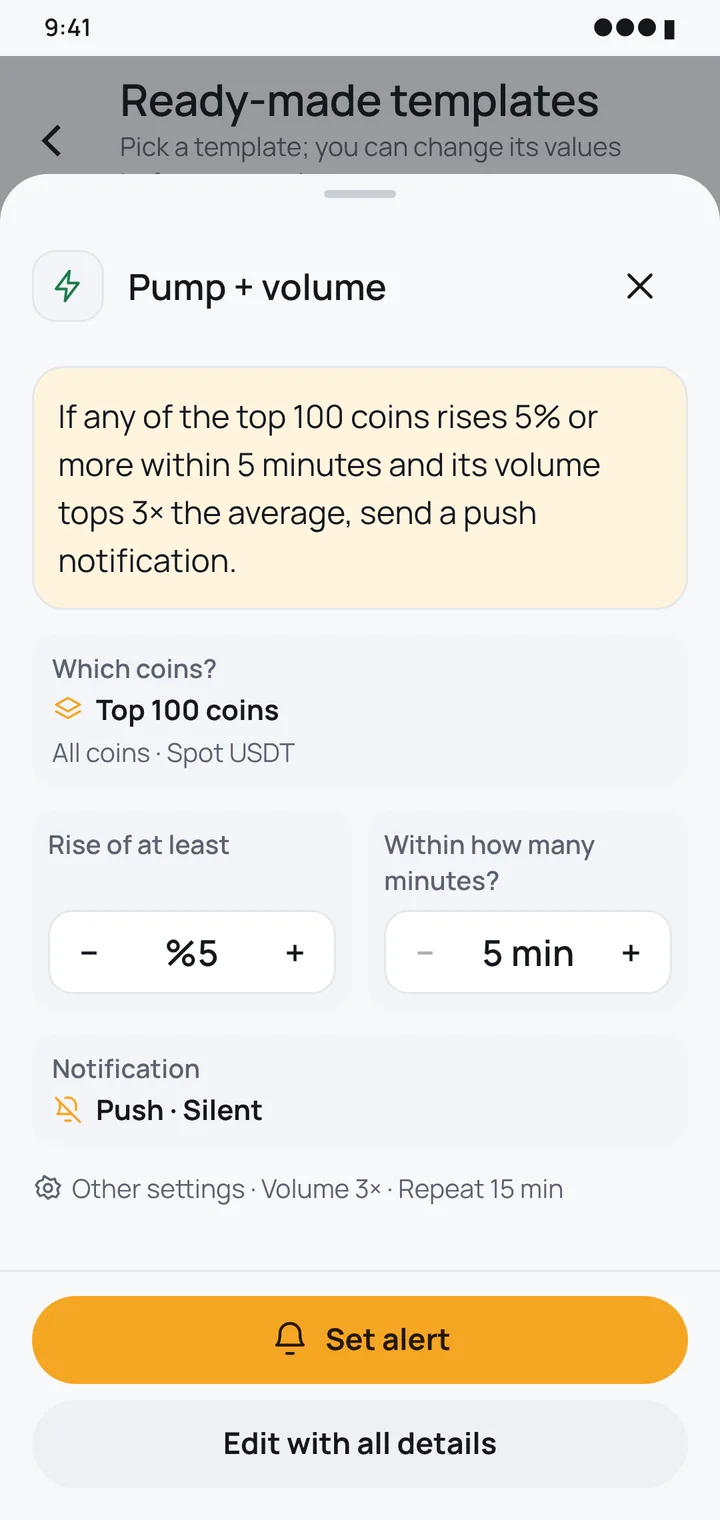 9:41
Ready-made templates
Pick a template; you can change its values
Pump + volume
If any of the top 100 coins rises 5% or
more within 5 minutes and its volume
tops 3× the average, send a push
notification.
Which coins?
Top 100 coins
All coins · Spot USDT
Rise of at least
Within how many
minutes?
− %5 +
− 5 min +
Notification
Push · Silent
Other settings · Volume 3× · Repeat 15 min
Set alert
Edit with all details